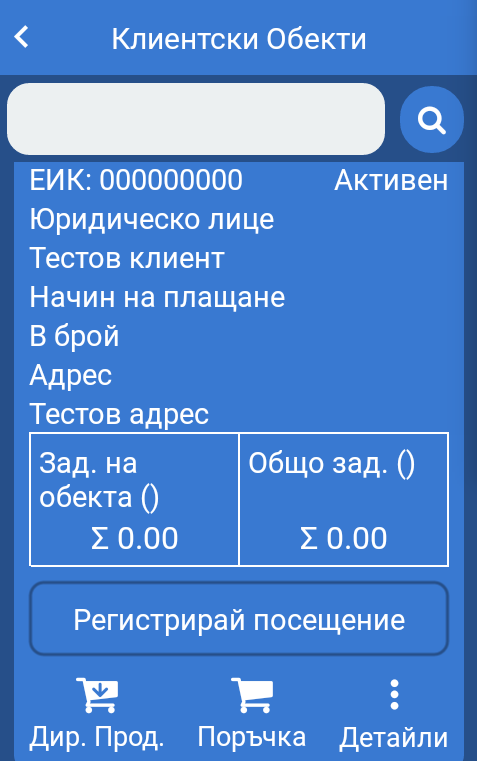 Клиентски Обекти
ЕИК: 000000000 Активен
Юридическо лице
Тестов клиент
Начин на плащане
В брой
Адрес
Тестов адрес
Зад. на
обекта ()
Σ 0.00
Общо зад. ()
Σ 0.00
Регистрирай посещение
Дир. Прод. Поръчка Детайли